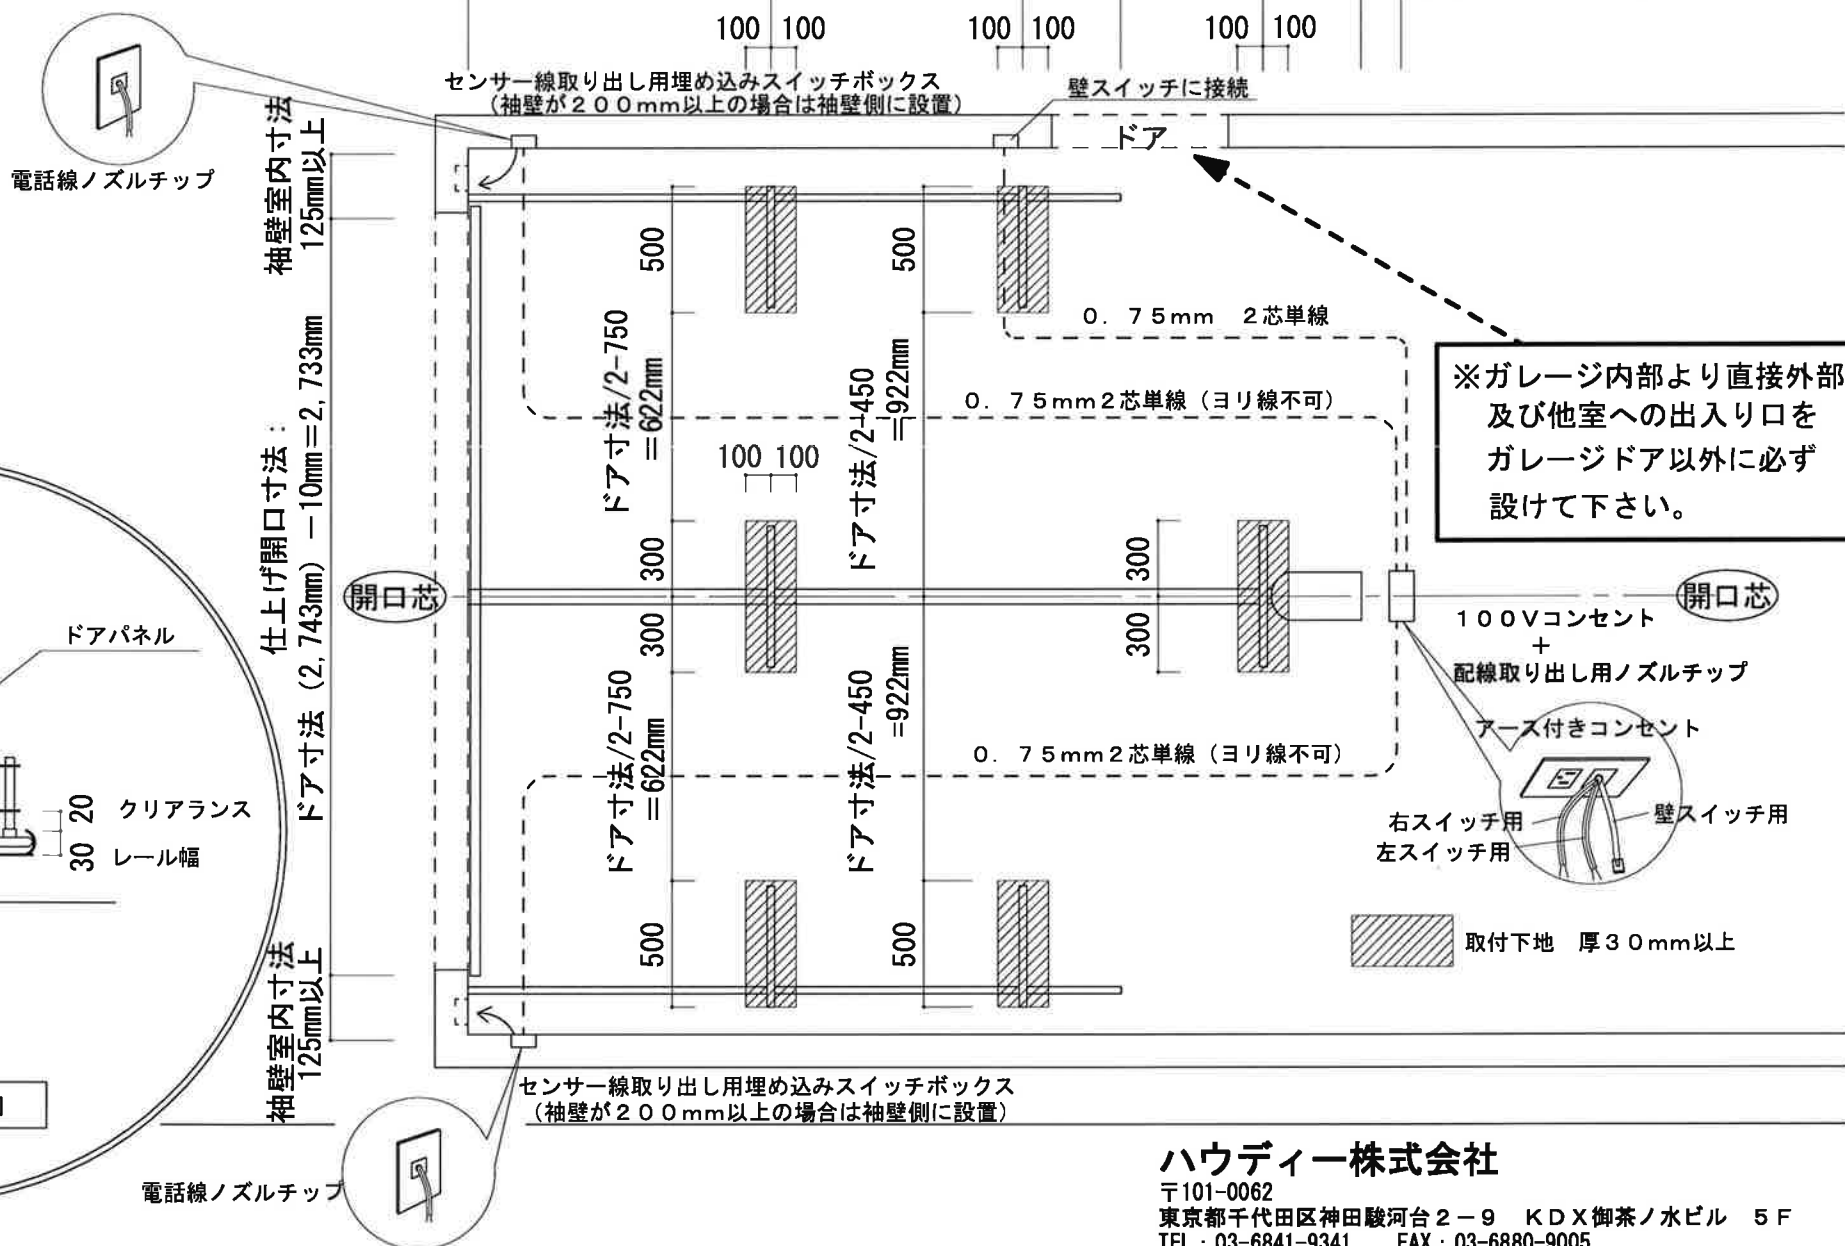 100 100
100 100
100 100
センサー線取り出し用埋め込みスイッチボックス
(袖壁が200mm以上の場合は袖壁側に設置)
壁スイッチに接続
ドア
電話線ノズルチップ
袖壁室内寸法
125mm以上
500
500
0.75mm 2芯単線
ドア寸法/2-750
=622mm
ドア寸法/2-450
=922mm
0.75mm2芯単線(ヨリ線不可)
※ガレージ内部より直接外部
及び他室への出入り口を
ガレージドア以外に必ず
設けて下さい。
100 100
仕上げ開口寸法:
ドア寸法(2,743mm)-10mm=2,733mm
300
300
300
300
開口芯
開口芯
100Vコンセント
+
配線取り出し用ノズルチップ
アース付きコンセント
ドアパネル
ドア寸法/2-750
=622mm
ドア寸法/2-450
=922mm
0.75mm2芯単線(ヨリ線不可)
20 クリアランス
30 レール幅
右スイッチ用
左スイッチ用
壁スイッチ用
500
500
取付下地 厚30mm以上
袖壁室内寸法
125mm以上
センサー線取り出し用埋め込みスイッチボックス
(袖壁が200mm以上の場合は袖壁側に設置)
電話線ノズルチップ
ハウディー株式会社
〒101-0062
東京都千代田区神田駿河台2-9 KDX御茶ノ水ビル 5F
TEL:03-6841-9341 FAX:03-6880-9005